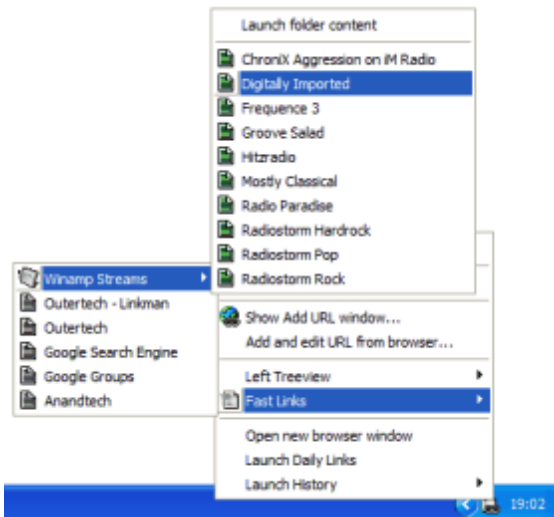 Launch folder content
ChroniX Aggression on iM Radio
Digitally Imported
Frequence 3
Groove Salad
Hitzradio
Mostly Classical
Radio Paradise
Radiostorm Hardrock
Radiostorm Pop
Radiostorm Rock
Winamp Streams
Outertech - Linkman
Outertech
Google Search Engine
Google Groups
Anandtech
Show Add URL window...
Add and edit URL from browser...
Left Treeview
Fast Links
Open new browser window
Launch Daily Links
Launch History
19:02